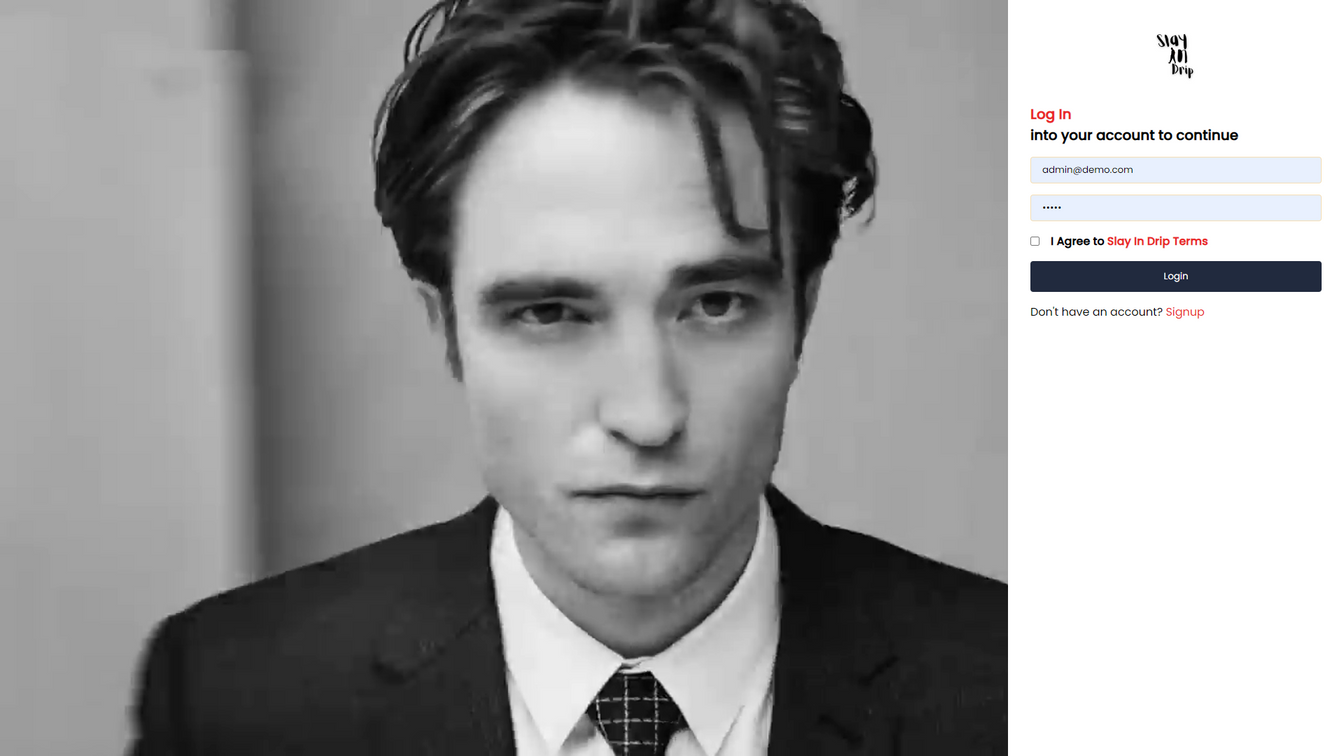 Slay
In
Drip
Log In
into your account to continue
admin@demo.com
•••••
I Agree to Slay In Drip Terms
Login
Don't have an account? Signup